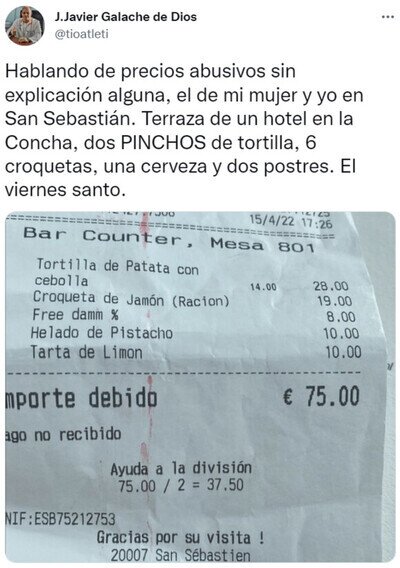 J.Javier Galache de Dios
@tioatleti
Hablando de precios abusivos sin
explicación alguna, el de mi mujer y yo en
San Sebastián. Terraza de un hotel en la
Concha, dos PINCHOS de tortilla, 6
croquetas, una cerveza y dos postres. El
viernes santo.
15/4/22 17:26
Bar Counter, Mesa 801
Tortilla de Patata con
cebolla 14.00 28.00
Croqueta de Jamón (Racion) 19.00
Free damm % 8.00
Helado de Pistacho 10.00
Tarta de Limon 10.00
mporte debido € 75.00
ago no recibido
Ayuda a la división
75.00 / 2 = 37.50
NIF:ESB75212753
Gracias por su visita !
20007 San Sébastien